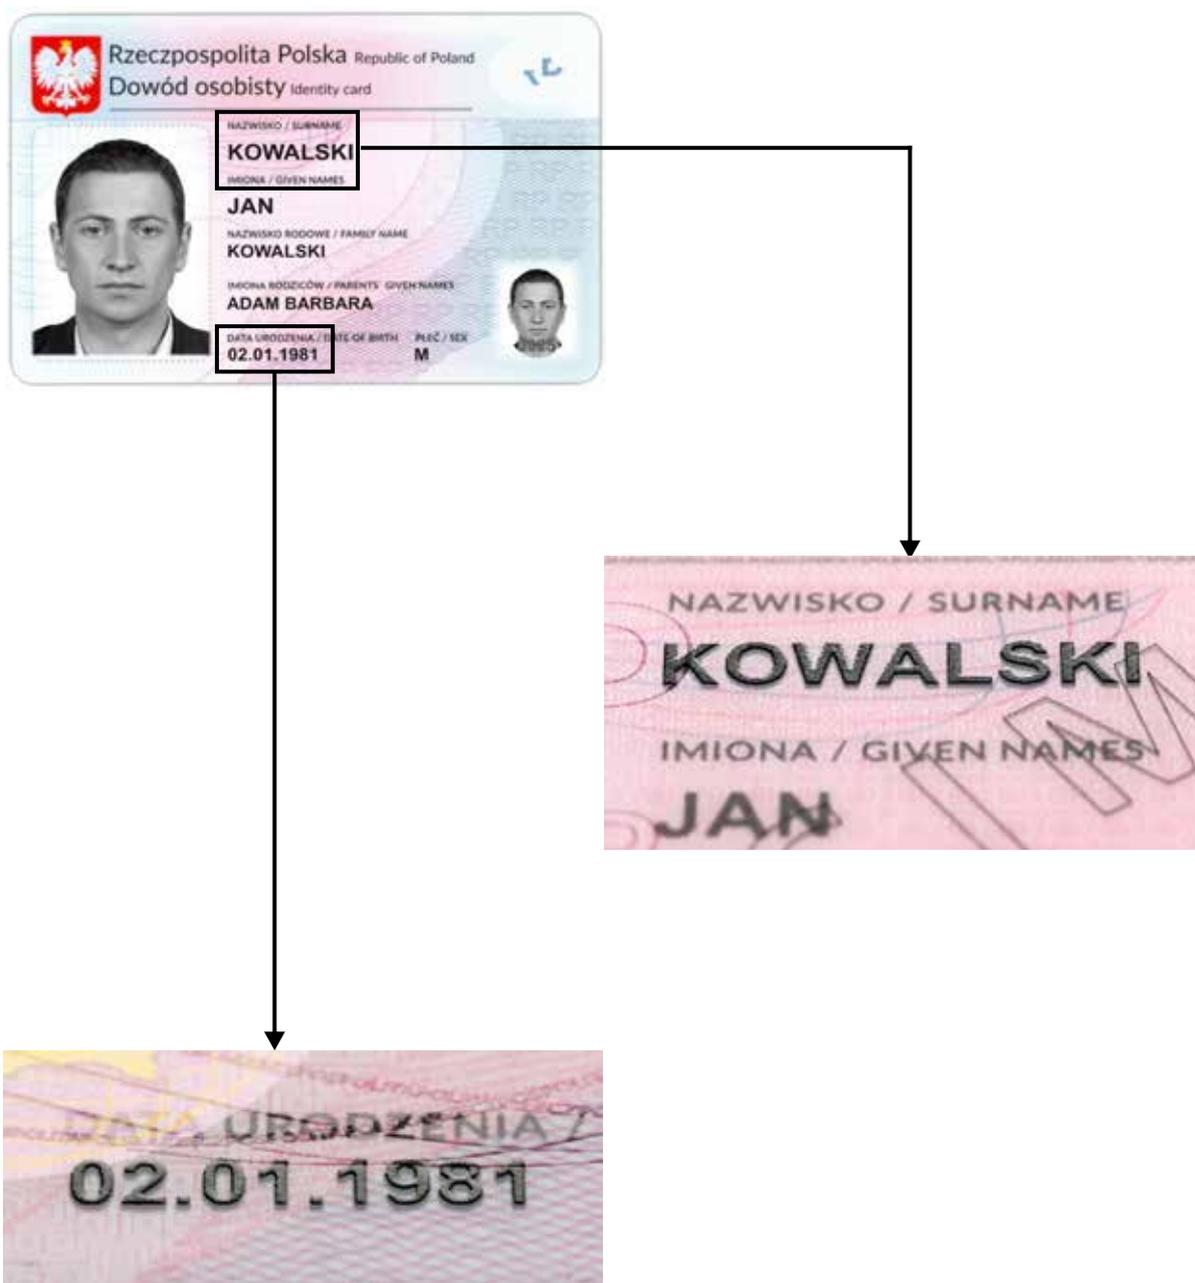 Rzeczpospolita Polska Republic of Poland
Dowód osobisty Identity card
NAZWISKO / SURNAME
KOWALSKI
IMIONA / GIVEN NAMES
JAN
NAZWISKO RODOWE / FAMILY NAME
KOWALSKI
IMIONA RODZICÓW / PARENTS' GIVEN NAMES
ADAM BARBARA
DATA URODZENIA / DATE OF BIRTH PŁEĆ / SEX
02.01.1981 M
NAZWISKO / SURNAME
KOWALSKI
IMIONA / GIVEN NAMES
JAN
DATA URODZENIA /
02.01.1981